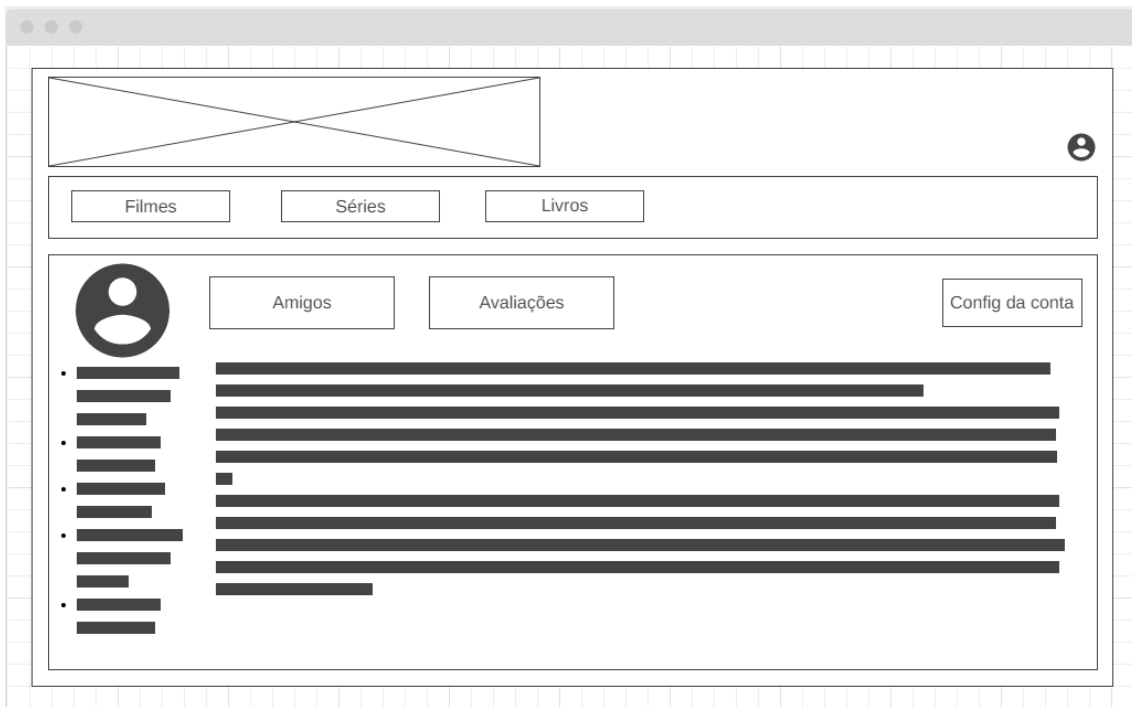 Filmes
Séries
Livros
Amigos
Avaliações
Config da conta